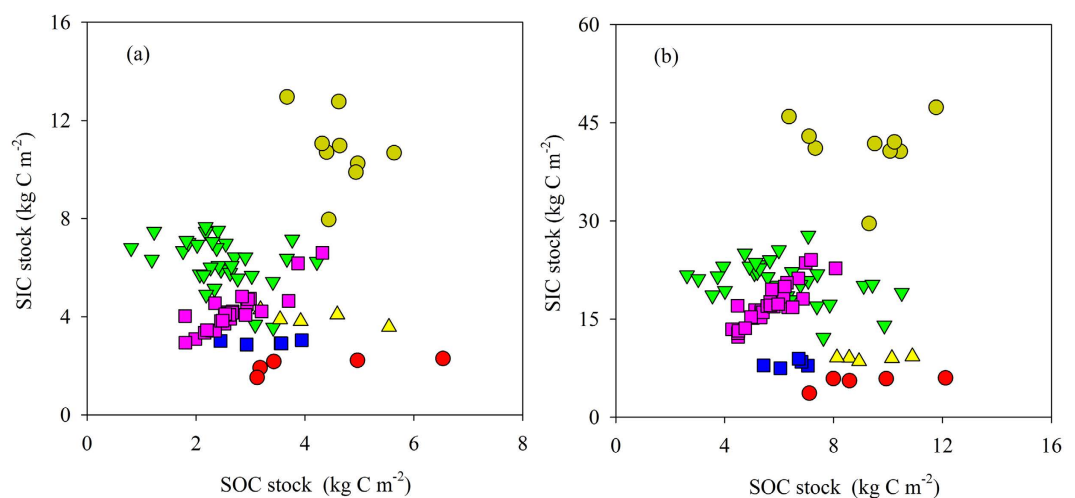 (a)
SIC stock (kg C m⁻²)
16
12
8
4
0
0 2 4 6 8
SOC stock (kg C m⁻²)
(b)
SIC stock (kg C m⁻²)
60
45
30
15
0
0 4 8 12 16
SOC stock (kg C m⁻²)